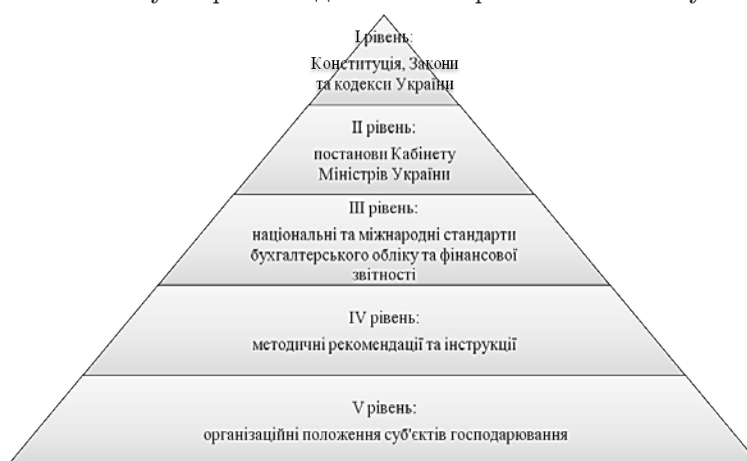 І рівень:
Конституція, Закони
та кодекси України
ІІ рівень:
постанови Кабінету
Міністрів України
ІІІ рівень:
національні та міжнародні стандарти
бухгалтерського обліку та фінансової
звітності
IV рівень:
методичні рекомендації та інструкції
V рівень:
організаційні положення суб'єктів господарювання